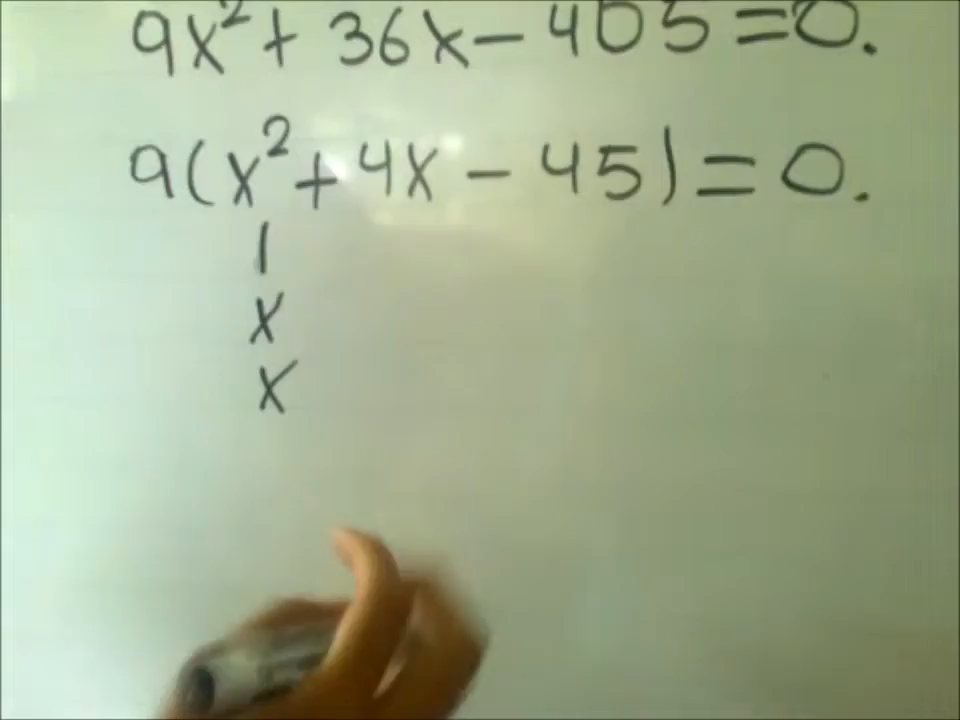 9x² + 36x - 405 = 0.
9(x² + 4x - 45) = 0.
|
x
x